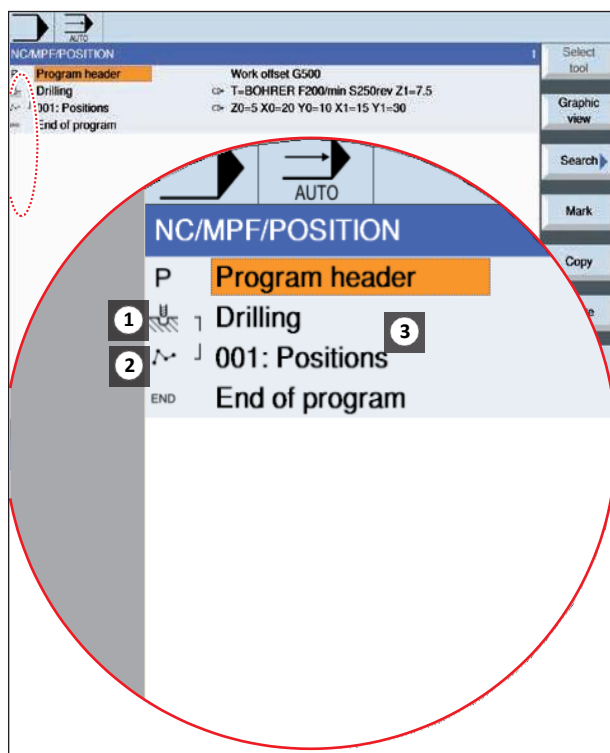 AUTO
NC/MPF/POSITION 1
P Program header Work offset G500
Drilling T=BOHRER F200/min S250rev Z1=7.5
001: Positions Z0=5 X0=20 Y0=10 X1=15 Y1=30
END End of program
Select
tool
Graphic
view
Search
Mark
Copy
AUTO
NC/MPF/POSITION
P Program header
1 Drilling
3
2 001: Positions
END End of program